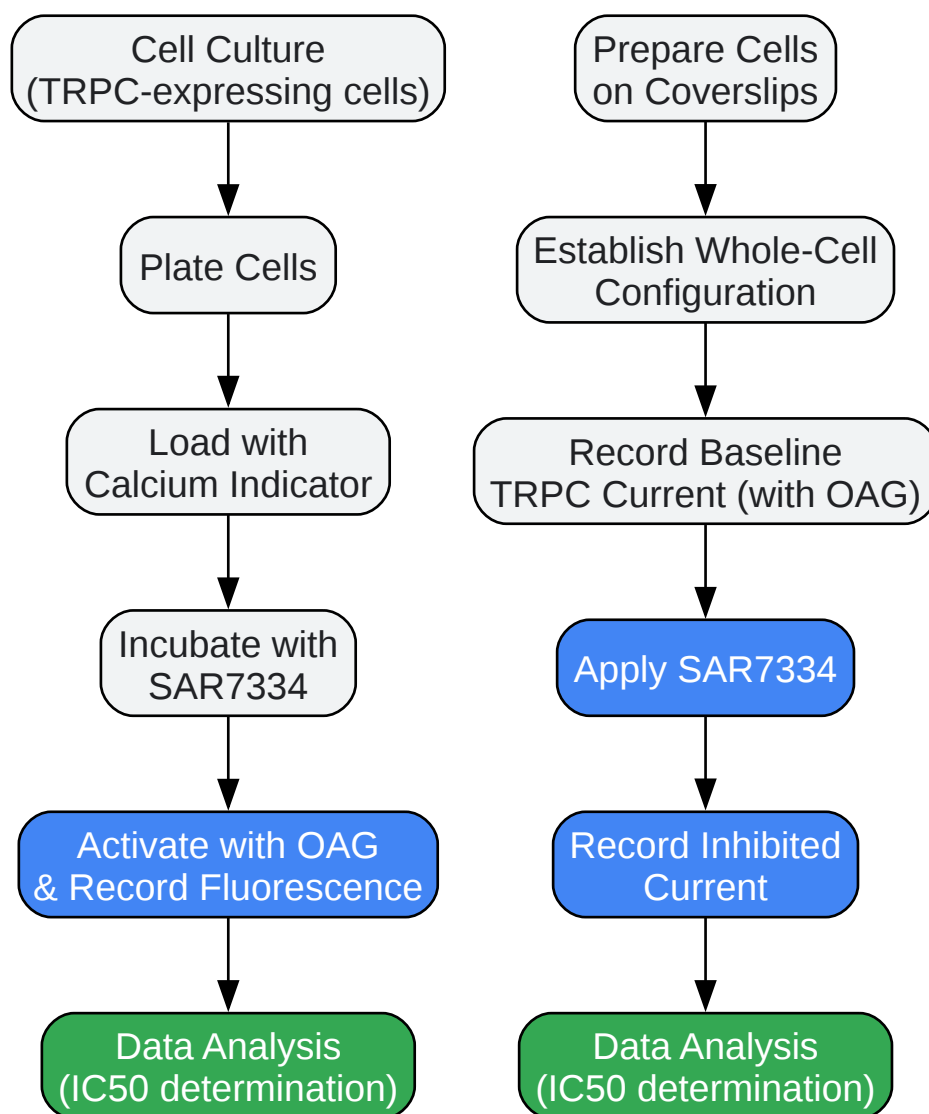 Cell Culture
(TRPC-expressing cells)
Plate Cells
Load with
Calcium Indicator
Incubate with
SAR7334
Activate with OAG
& Record Fluorescence
Data Analysis
(IC50 determination)
Prepare Cells
on Coverslips
Establish Whole-Cell
Configuration
Record Baseline
TRPC Current (with OAG)
Apply SAR7334
Record Inhibited
Current
Data Analysis
(IC50 determination)